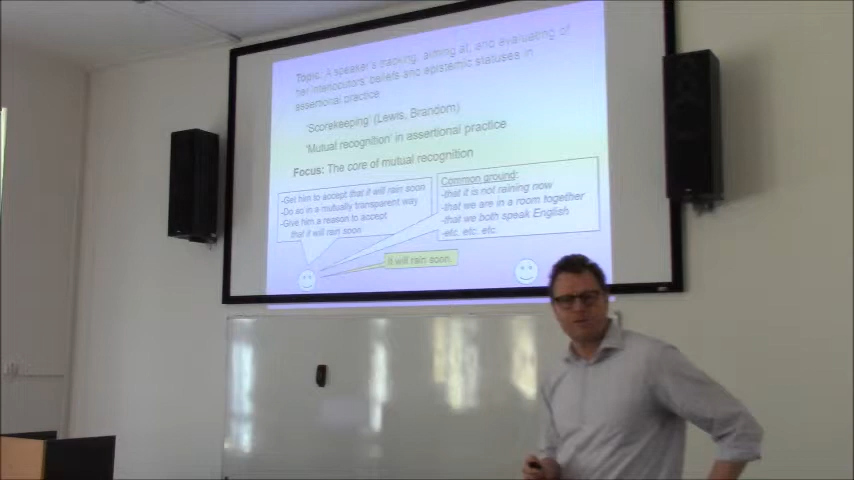 Topic: A speaker's tracking, aiming at, and evaluating of
her interlocutors' beliefs and epistemic statuses in
assertional practice
'Scorekeeping' (Lewis, Brandom)
'Mutual recognition' in assertional practice
Focus: The core of mutual recognition
-Get him to accept that it will rain soon
-Do so in a mutually transparent way
-Give him a reason to accept
that it will rain soon
Common ground:
-that it is not raining now
-that we are in a room together
-that we both speak English
-etc. etc. etc.
It will rain soon.